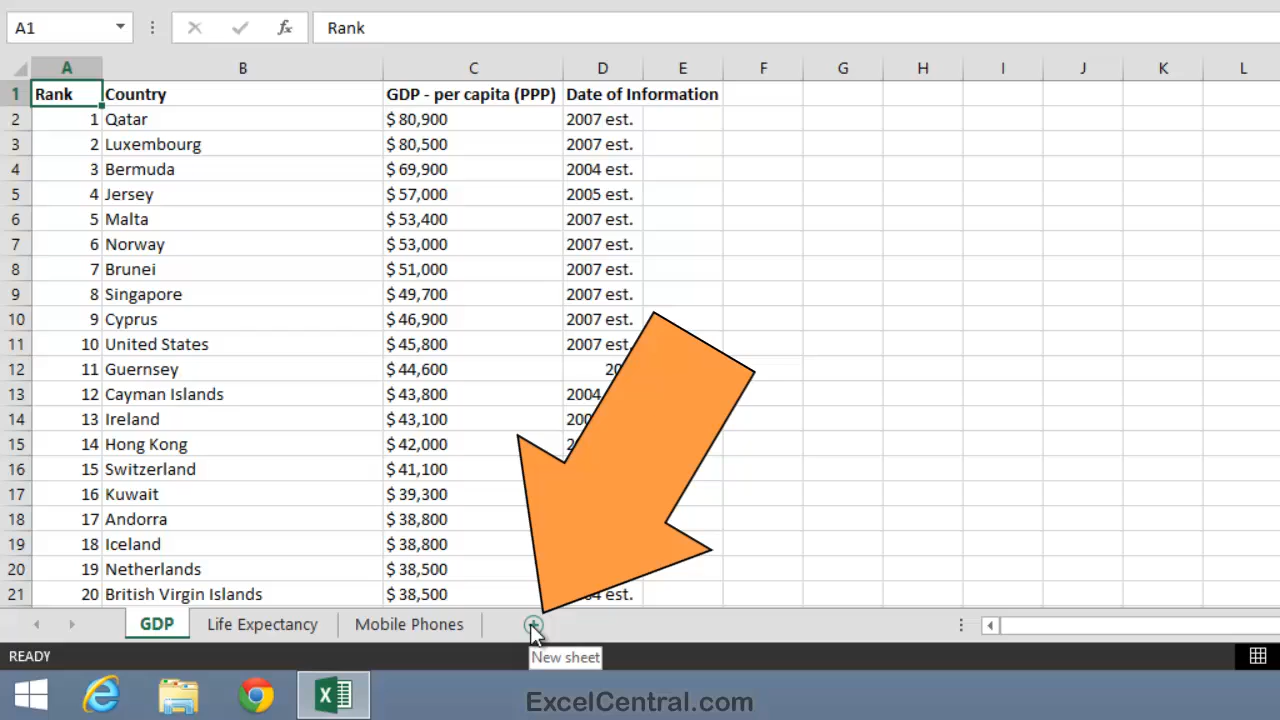 A1 Rank
A B C D E F G H I J K L
1 Rank Country GDP - per capita (PPP) Date of Information
2 1 Qatar $ 80,900 2007 est.
3 2 Luxembourg $ 80,500 2007 est.
4 3 Bermuda $ 69,900 2004 est.
5 4 Jersey $ 57,000 2005 est.
6 5 Malta $ 53,400 2007 est.
7 6 Norway $ 53,000 2007 est.
8 7 Brunei $ 51,000 2007 est.
9 8 Singapore $ 49,700 2007 est.
10 9 Cyprus $ 46,900 2007 est.
11 10 United States $ 45,800 2007 est.
12 11 Guernsey $ 44,600
13 12 Cayman Islands $ 43,800 2004
14 13 Ireland $ 43,100
15 14 Hong Kong $ 42,000
16 15 Switzerland $ 41,100
17 16 Kuwait $ 39,300
18 17 Andorra $ 38,800
19 18 Iceland $ 38,800
20 19 Netherlands $ 38,500
21 20 British Virgin Islands $ 38,500 est.
GDP Life Expectancy Mobile Phones
New sheet
READY
ExcelCentral.com